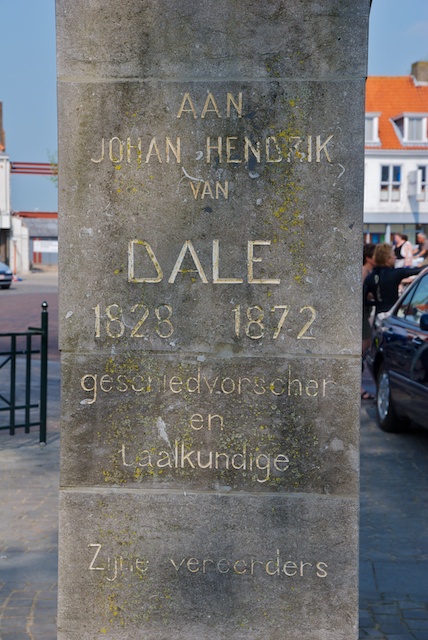 AAN
JOHAN HENDRIK
VAN
DALE
1828 1872
geschiedvorscher
en
taalkundige
Zijne vereerders